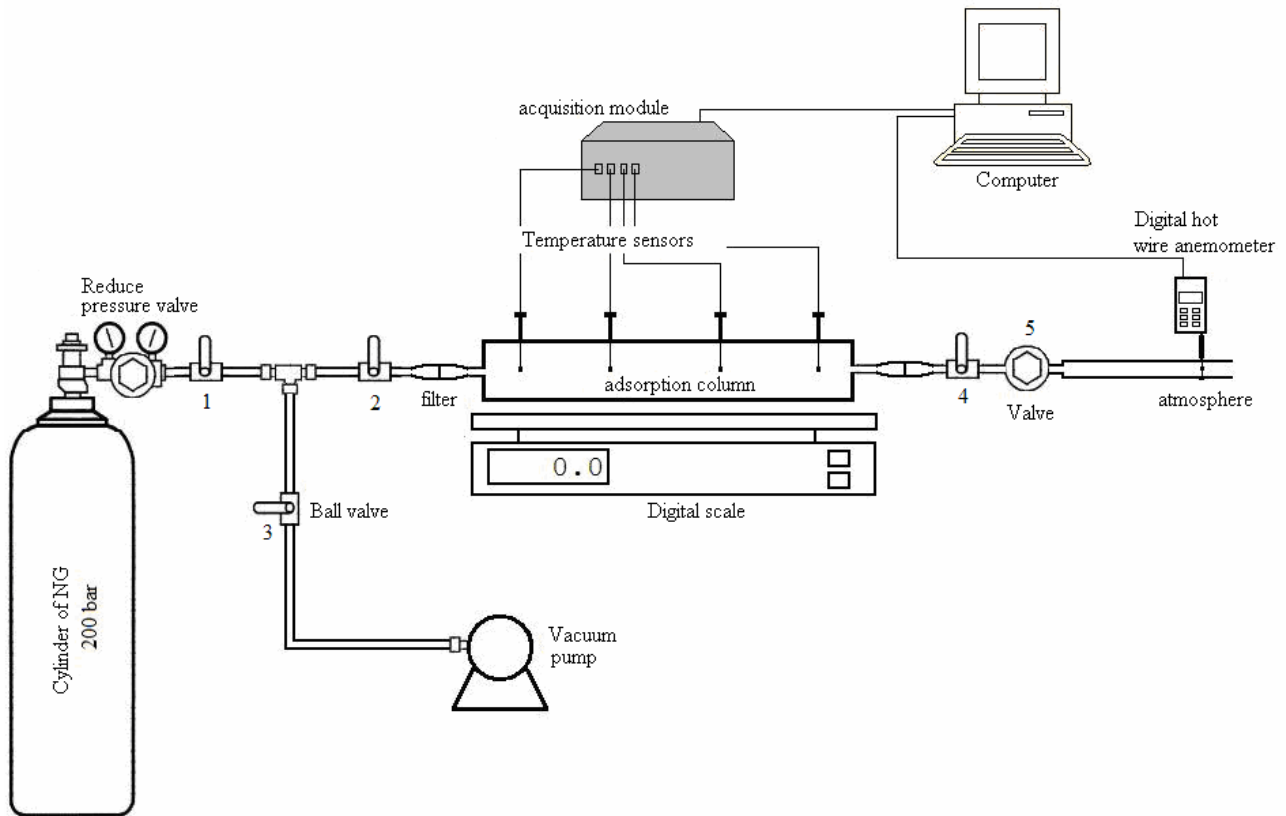 acquisition module
Computer
Digital hot
wire anemometer
Temperature sensors
Reduce
pressure valve
5
adsorption column
1
2
filter
4
Valve
atmosphere
0.0
Digital scale
3
Ball valve
Cylinder of NG
200 bar
Vacuum
pump